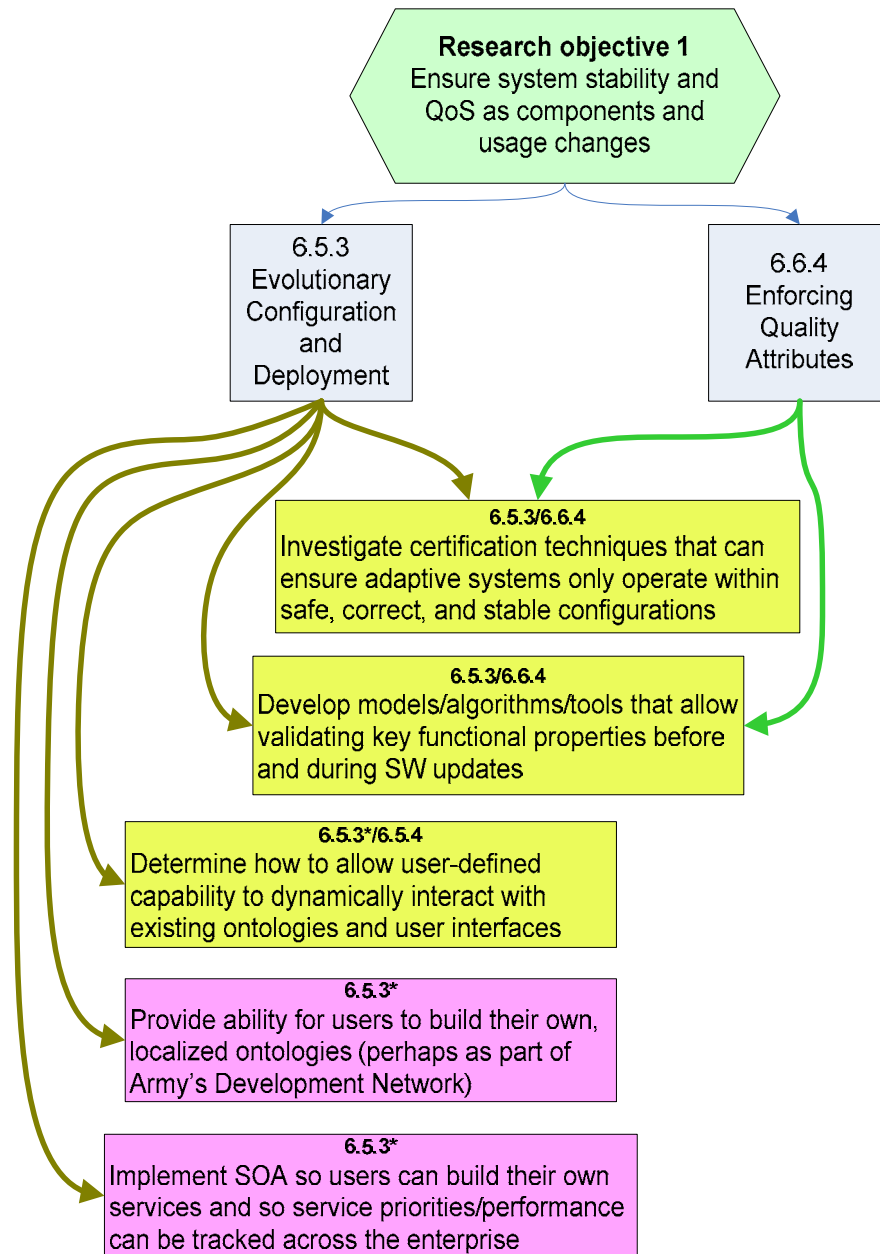 Research objective 1
Ensure system stability and
QoS as components and
usage changes
6.5.3
Evolutionary
Configuration
and
Deployment
6.6.4
Enforcing
Quality
Attributes
6.5.3/6.6.4
Investigate certification techniques that can
ensure adaptive systems only operate within
safe, correct, and stable configurations
6.5.3/6.6.4
Develop models/algorithms/tools that allow
validating key functional properties before
and during SW updates
6.5.3*/6.5.4
Determine how to allow user-defined
capability to dynamically interact with
existing ontologies and user interfaces
6.5.3*
Provide ability for users to build their own,
localized ontologies (perhaps as part of
Army’s Development Network)
6.5.3*
Implement SOA so users can build their own
services and so service priorities/performance
can be tracked across the enterprise